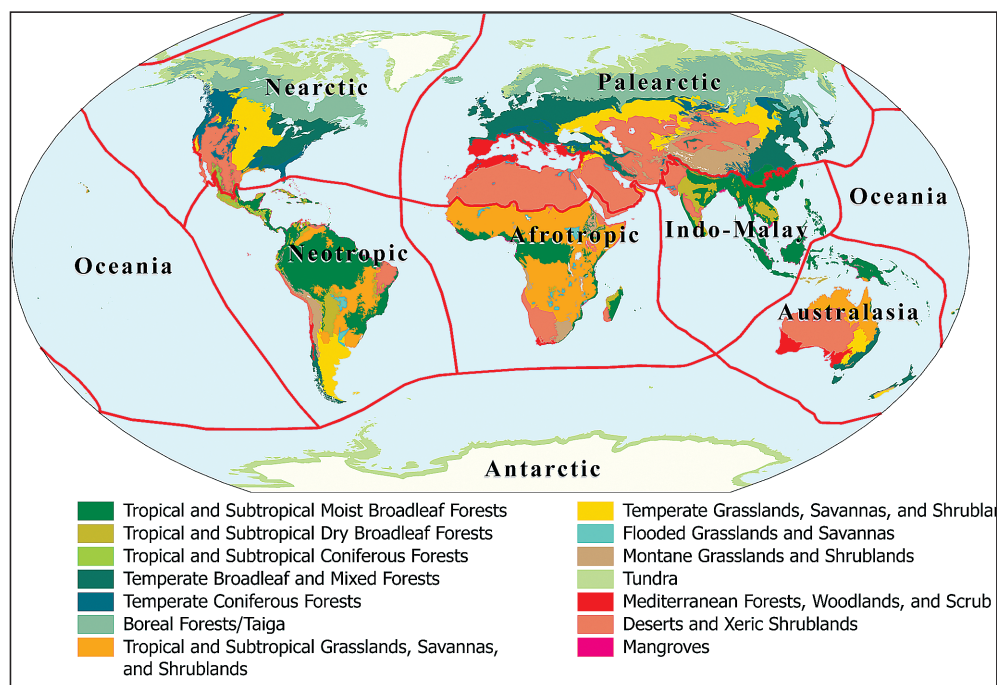 Nearctic
Palearctic
Oceania
Neotropic
Afrotropic
Indo-Malay
Oceania
Australasia
Antarctic
Tropical and Subtropical Moist Broadleaf Forests
Tropical and Subtropical Dry Broadleaf Forests
Tropical and Subtropical Coniferous Forests
Temperate Broadleaf and Mixed Forests
Temperate Coniferous Forests
Boreal Forests/Taiga
Tropical and Subtropical Grasslands, Savannas,
and Shrublands
Temperate Grasslands, Savannas, and Shrublan
Flooded Grasslands and Savannas
Montane Grasslands and Shrublands
Tundra
Mediterranean Forests, Woodlands, and Scrub
Deserts and Xeric Shrublands
Mangroves